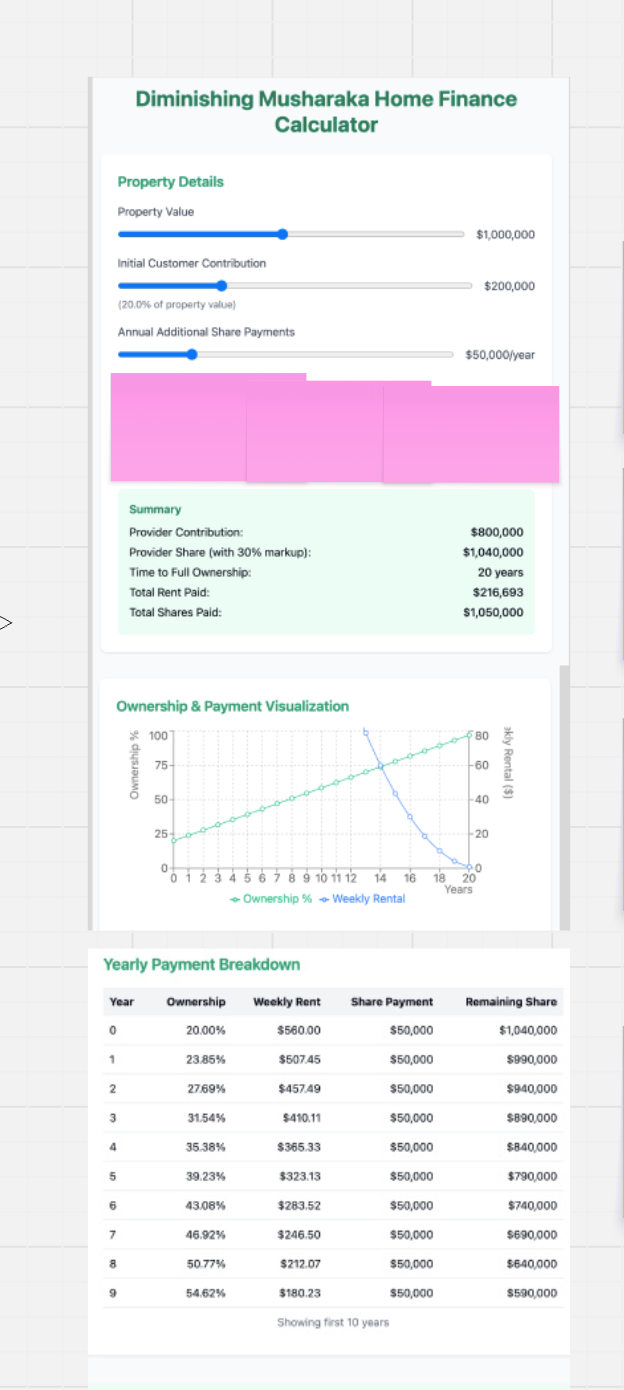 Diminishing Musharaka Home Finance
Calculator
Property Details
Property Value
$1,000,000
Initial Customer Contribution
$200,000
(20.0% of property value)
Annual Additional Share Payments
$50,000/year
Summary
Provider Contribution: $800,000
Provider Share (with 30% markup): $1,040,000
Time to Full Ownership: 20 years
Total Rent Paid: $216,693
Total Shares Paid: $1,050,000
Ownership & Payment Visualization
Ownership %
100
75
50
25
0
80
60
40
20
0
kly Rental ($)
0 1 2 3 4 5 6 7 8 9 10 11 12 14 16 18 20
Years
Ownership % Weekly Rental
Yearly Payment Breakdown
Year Ownership Weekly Rent Share Payment Remaining Share
0 20.00% $560.00 $50,000 $1,040,000
1 23.85% $507.45 $50,000 $990,000
2 27.69% $457.49 $50,000 $940,000
3 31.54% $410.11 $50,000 $890,000
4 35.38% $365.33 $50,000 $840,000
5 39.23% $323.13 $50,000 $790,000
6 43.08% $283.52 $50,000 $740,000
7 46.92% $246.50 $50,000 $690,000
8 50.77% $212.07 $50,000 $640,000
9 54.62% $180.23 $50,000 $590,000
Showing first 10 years